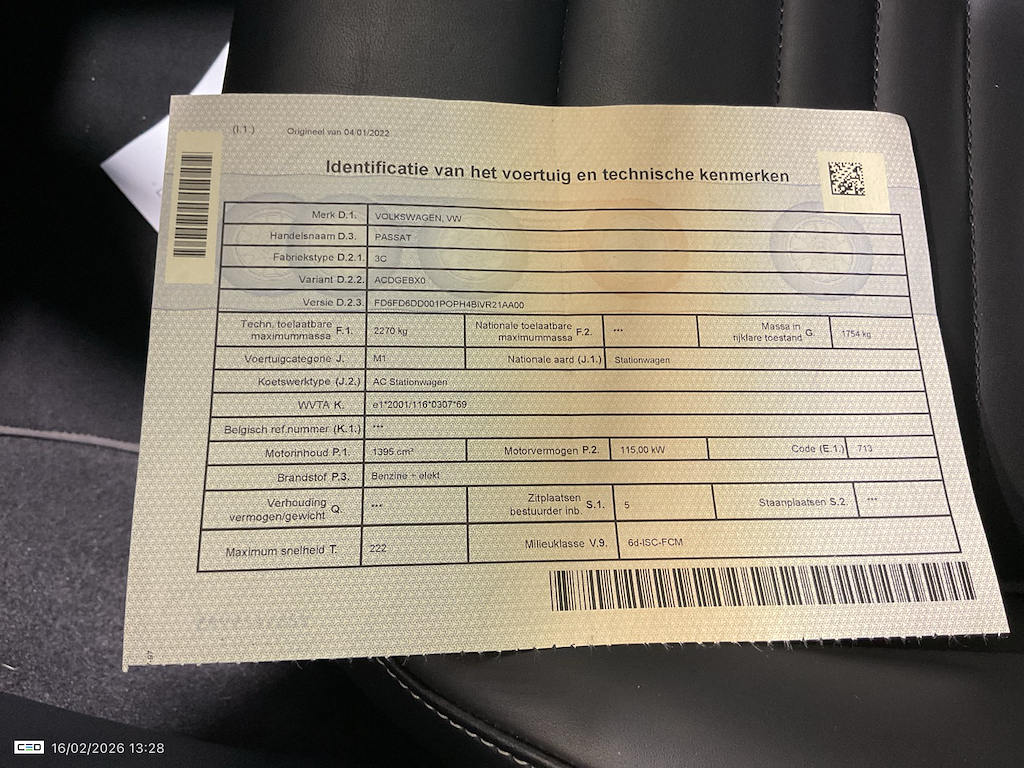 (I.1.) Origineel van 04/01/2022
Identificatie van het voertuig en technische kenmerken
Merk D.1. VOLKSWAGEN, VW
Handelsnaam D.3. PASSAT
Fabriekstype D.2.1. 3C
Variant D.2.2. ACDGEBX0
Versie D.2.3. FD6FD6DD001POPH4BIVR21AA00
Techn. toelaatbare maximummassa F.1. 2270 kg Nationale toelaatbare maximummassa F.2. *** Massa in rijklare toestand G. 1754 kg
Voertuigcategorie J. M1 Nationale aard (J.1.) Stationwagen
Koetswerktype (J.2.) AC Stationwagen
WVTA K. e1*2001/116*0307*69
Belgisch ref.nummer (K.1.) ***
Motorinhoud P.1. 1395 cm³ Motorvermogen P.2. 115,00 kW Code (E.1.) 713
Brandstof P.3. Benzine + elekt
Verhouding vermogen/gewicht Q. *** Zitplaatsen bestuurder inb. S.1. 5 Staanplaatsen S.2. ***
Maximum snelheid T. 222 Milieuklasse V.9. 6d-ISC-FCM
CEO 16/02/2026 13:28